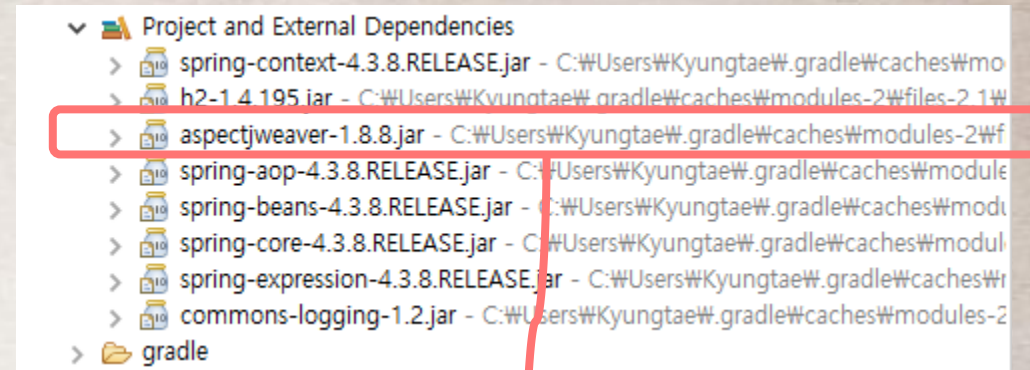 Project and External Dependencies
spring-context-4.3.8.RELEASE.jar - C:₩Users₩Kyungtae₩.gradle₩caches₩mo
h2-1.4.195.jar - C:₩Users₩Kyungtae₩.gradle₩caches₩modules-2₩files-2.1₩
aspectjweaver-1.8.8.jar - C:₩Users₩Kyungtae₩.gradle₩caches₩modules-2₩f
spring-aop-4.3.8.RELEASE.jar - C:₩Users₩Kyungtae₩.gradle₩caches₩module
spring-beans-4.3.8.RELEASE.jar - C:₩Users₩Kyungtae₩.gradle₩caches₩modu
spring-core-4.3.8.RELEASE.jar - C:₩Users₩Kyungtae₩.gradle₩caches₩modul
spring-expression-4.3.8.RELEASE.jar - C:₩Users₩Kyungtae₩.gradle₩caches₩r
commons-logging-1.2.jar - C:₩Users₩Kyungtae₩.gradle₩caches₩modules-2
gradle